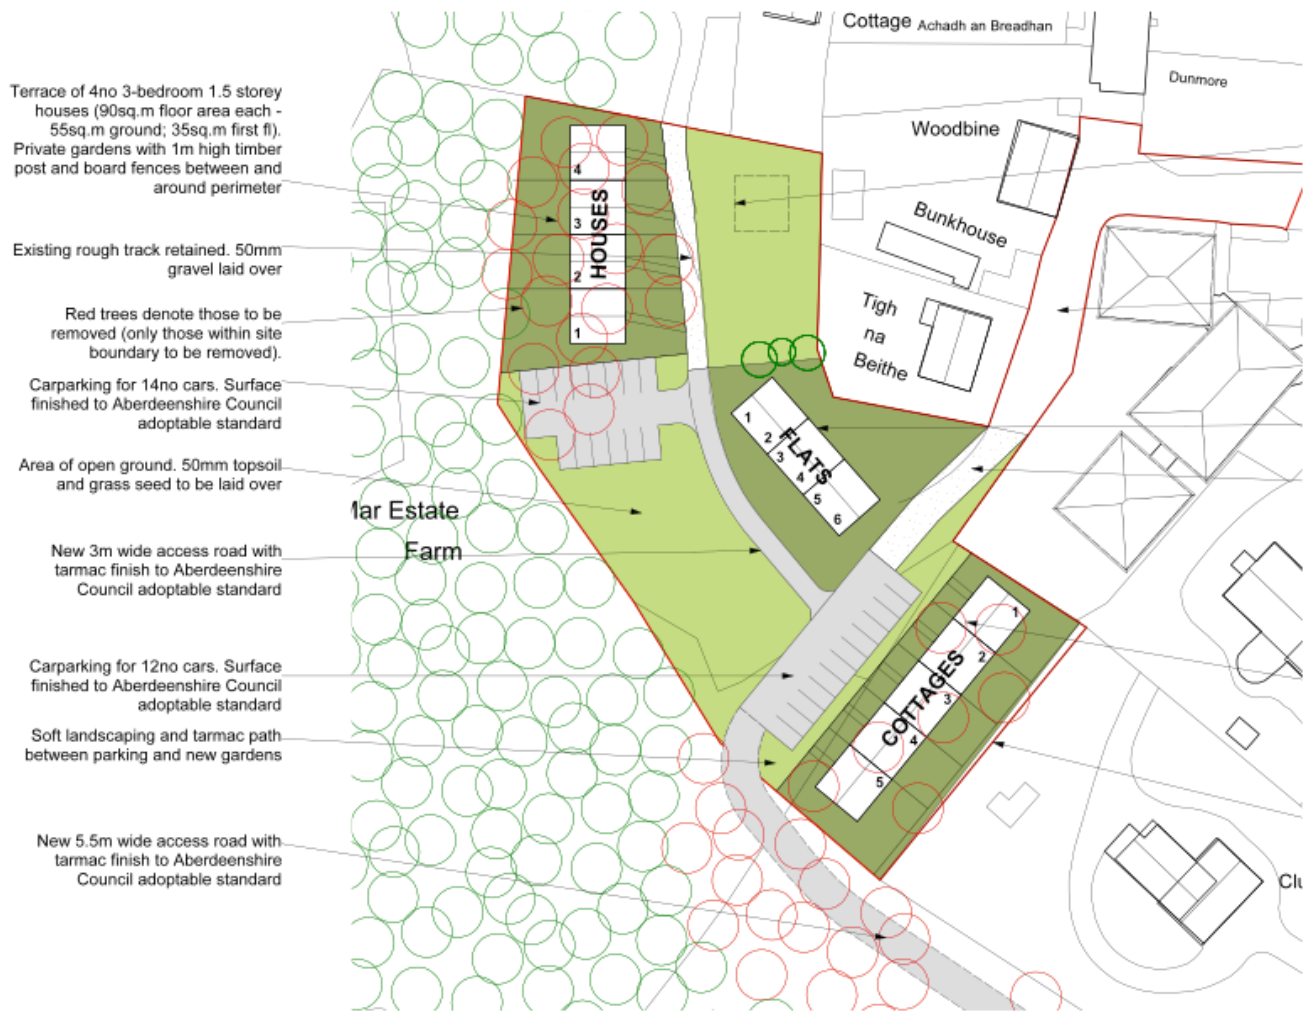 Cottage Achadh an Breadhan
Dunmore
Woodbine
Bunkhouse
Tigh
na
Beithe
Terrace of 4no 3-bedroom 1.5 storey
houses (90sq.m floor area each -
55sq.m ground; 35sq.m first fl).
Private gardens with 1m high timber
post and board fences between and
around perimeter
Existing rough track retained. 50mm
gravel laid over
Red trees denote those to be
removed (only those within site
boundary to be removed).
Carparking for 14no cars. Surface
finished to Aberdeenshire Council
adoptable standard
Area of open ground. 50mm topsoil
and grass seed to be laid over
New 3m wide access road with
tarmac finish to Aberdeenshire
Council adoptable standard
Carparking for 12no cars. Surface
finished to Aberdeenshire Council
adoptable standard
Soft landscaping and tarmac path
between parking and new gardens
New 5.5m wide access road with
tarmac finish to Aberdeenshire
Council adoptable standard
HOUSES
4
3
2
1
FLATS
1
2
3
4
5
6
COTTAGES
1
2
3
4
5
Mar Estate
Farm
Clu